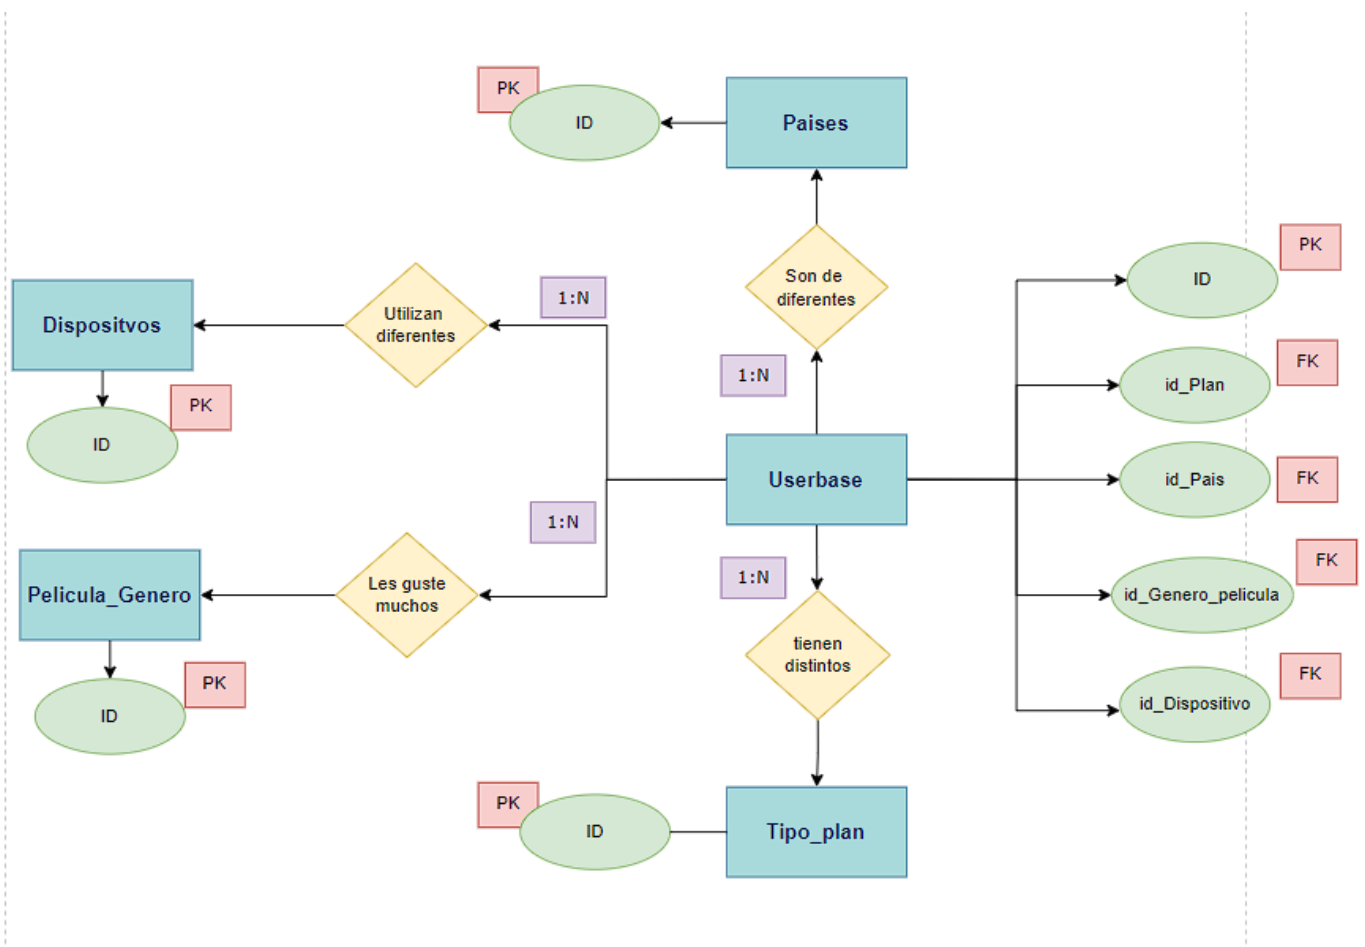 PK
ID
Paises
Son de
diferentes
1:N
Dispositvos
PK
ID
Utilizan
diferentes
1:N
Userbase
ID
PK
id_Plan
FK
id_Pais
FK
id_Genero_pelicula
FK
id_Dispositivo
FK
1:N
Les guste
muchos
Pelicula_Genero
PK
ID
1:N
tienen
distintos
PK
ID
Tipo_plan